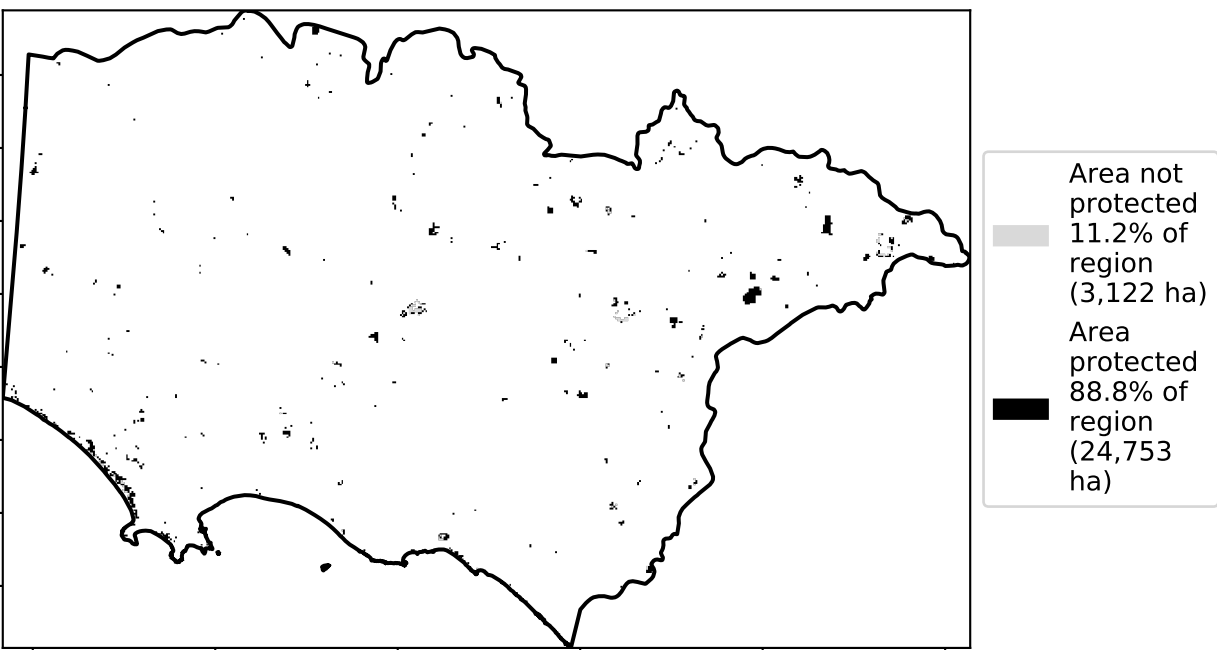 Area not
protected
11.2% of
region
(3,122 ha)
Area
protected
88.8% of
region
(24,753
ha)